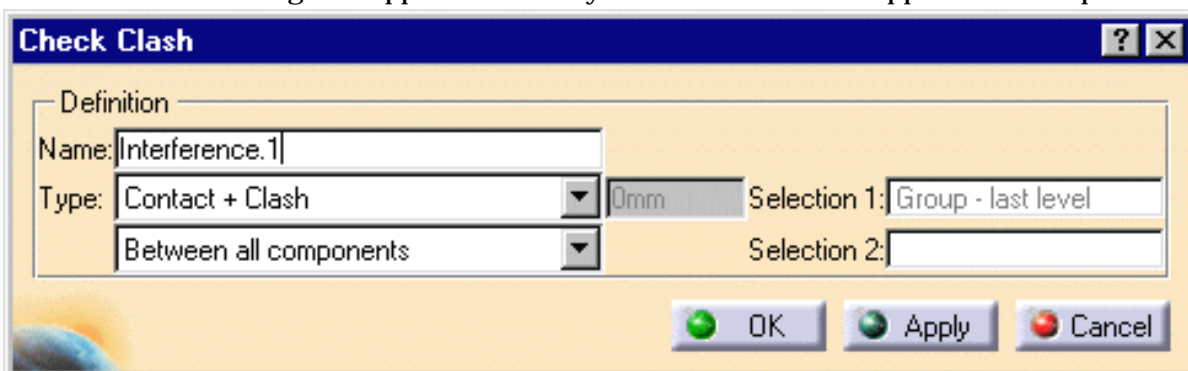 Check Clash
Definition
Name: Interference.1
Type: Contact + Clash 0mm Selection 1: Group - last level
Between all components Selection 2:
OK Apply Cancel